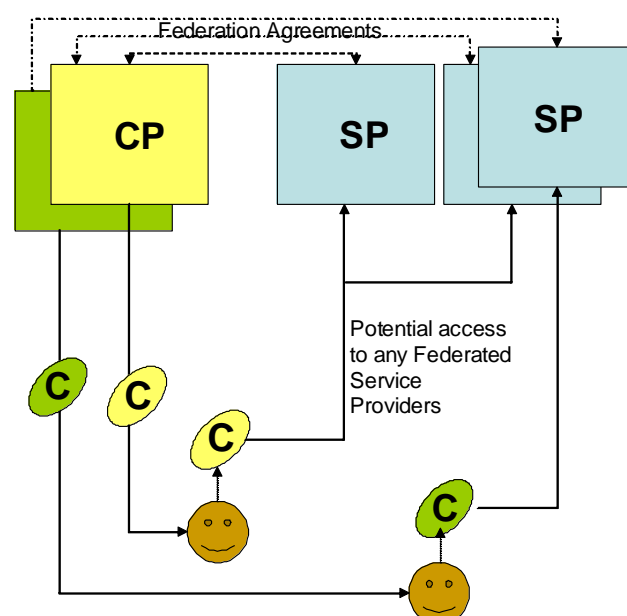 Federation Agreements
CP
SP
SP
Potential access
to any Federated
Service
Providers
C
C
C
C